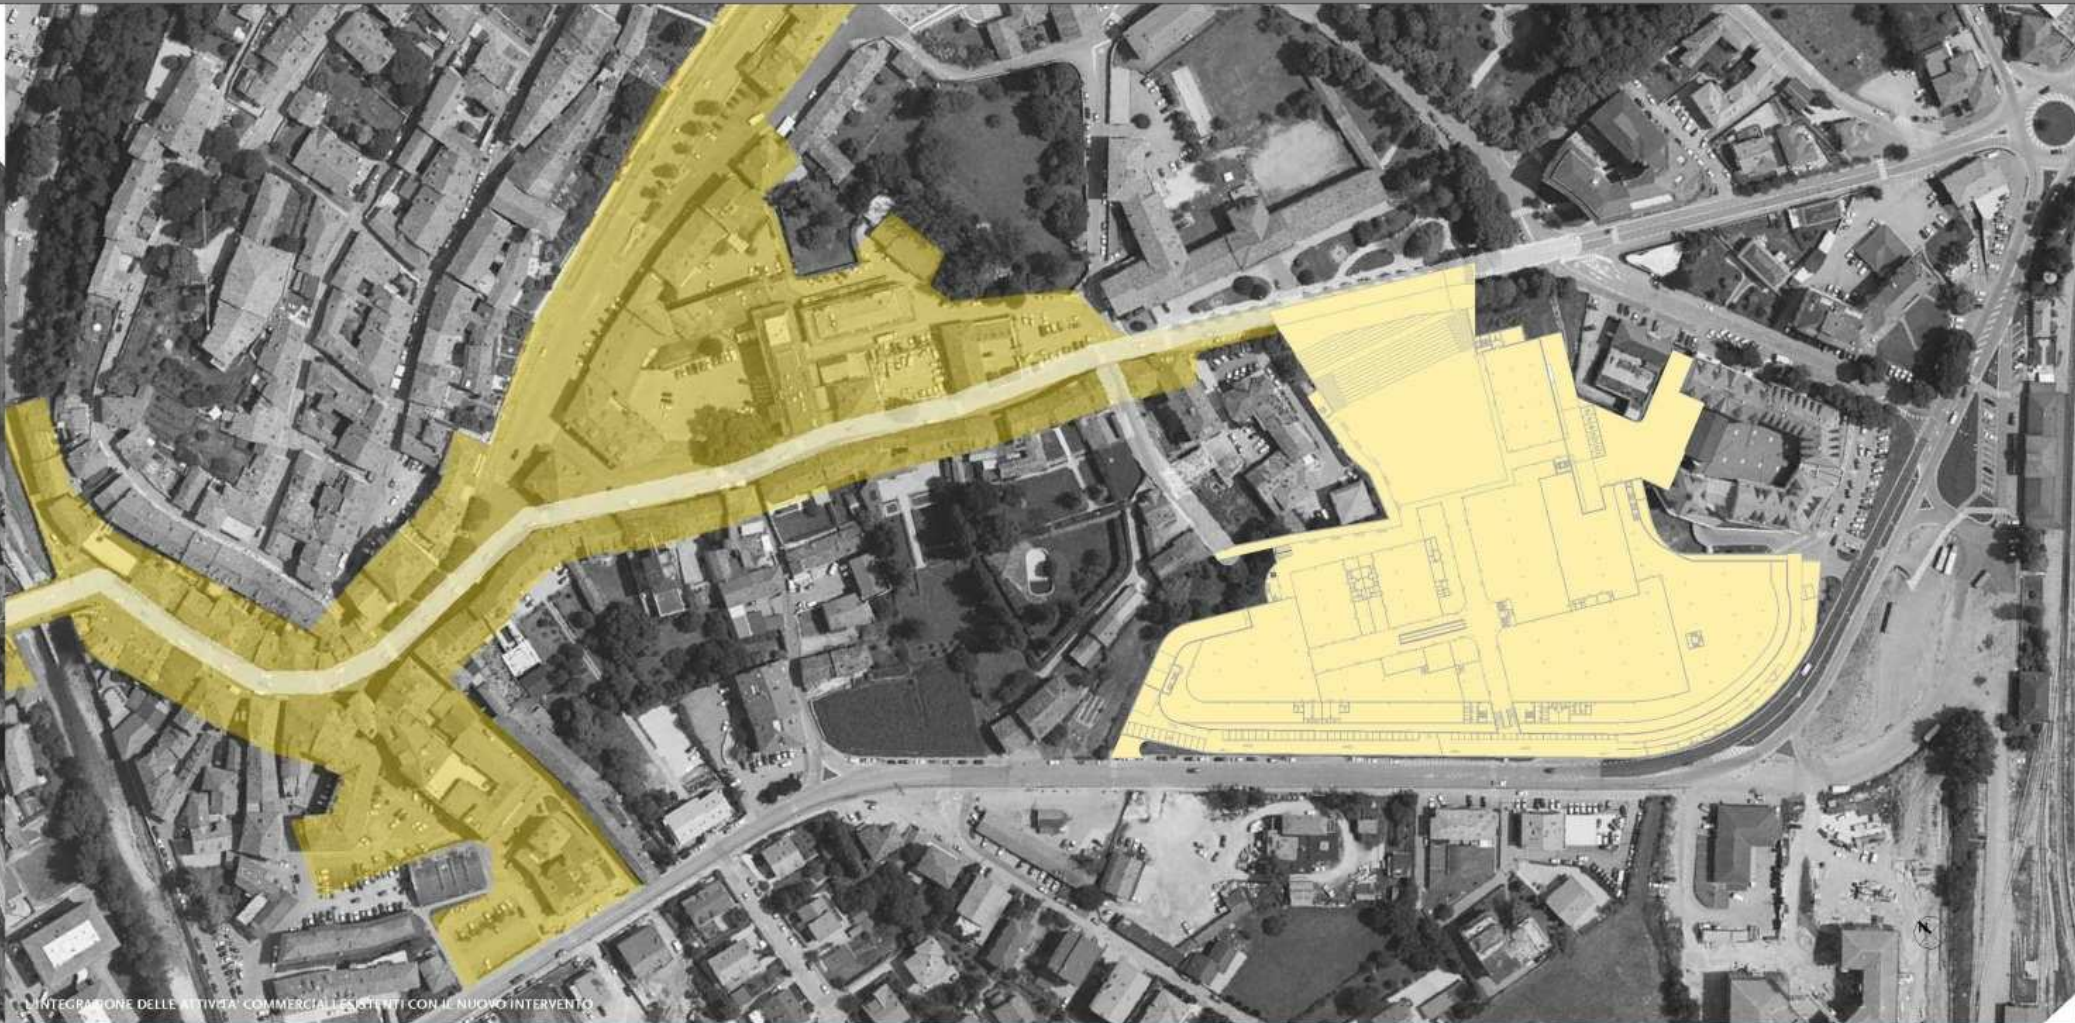 L'INTEGRAZIONE DELLE ATTIVITA' COMMERCIALI ESISTENTI CON IL NUOVO INTERVENTO
N